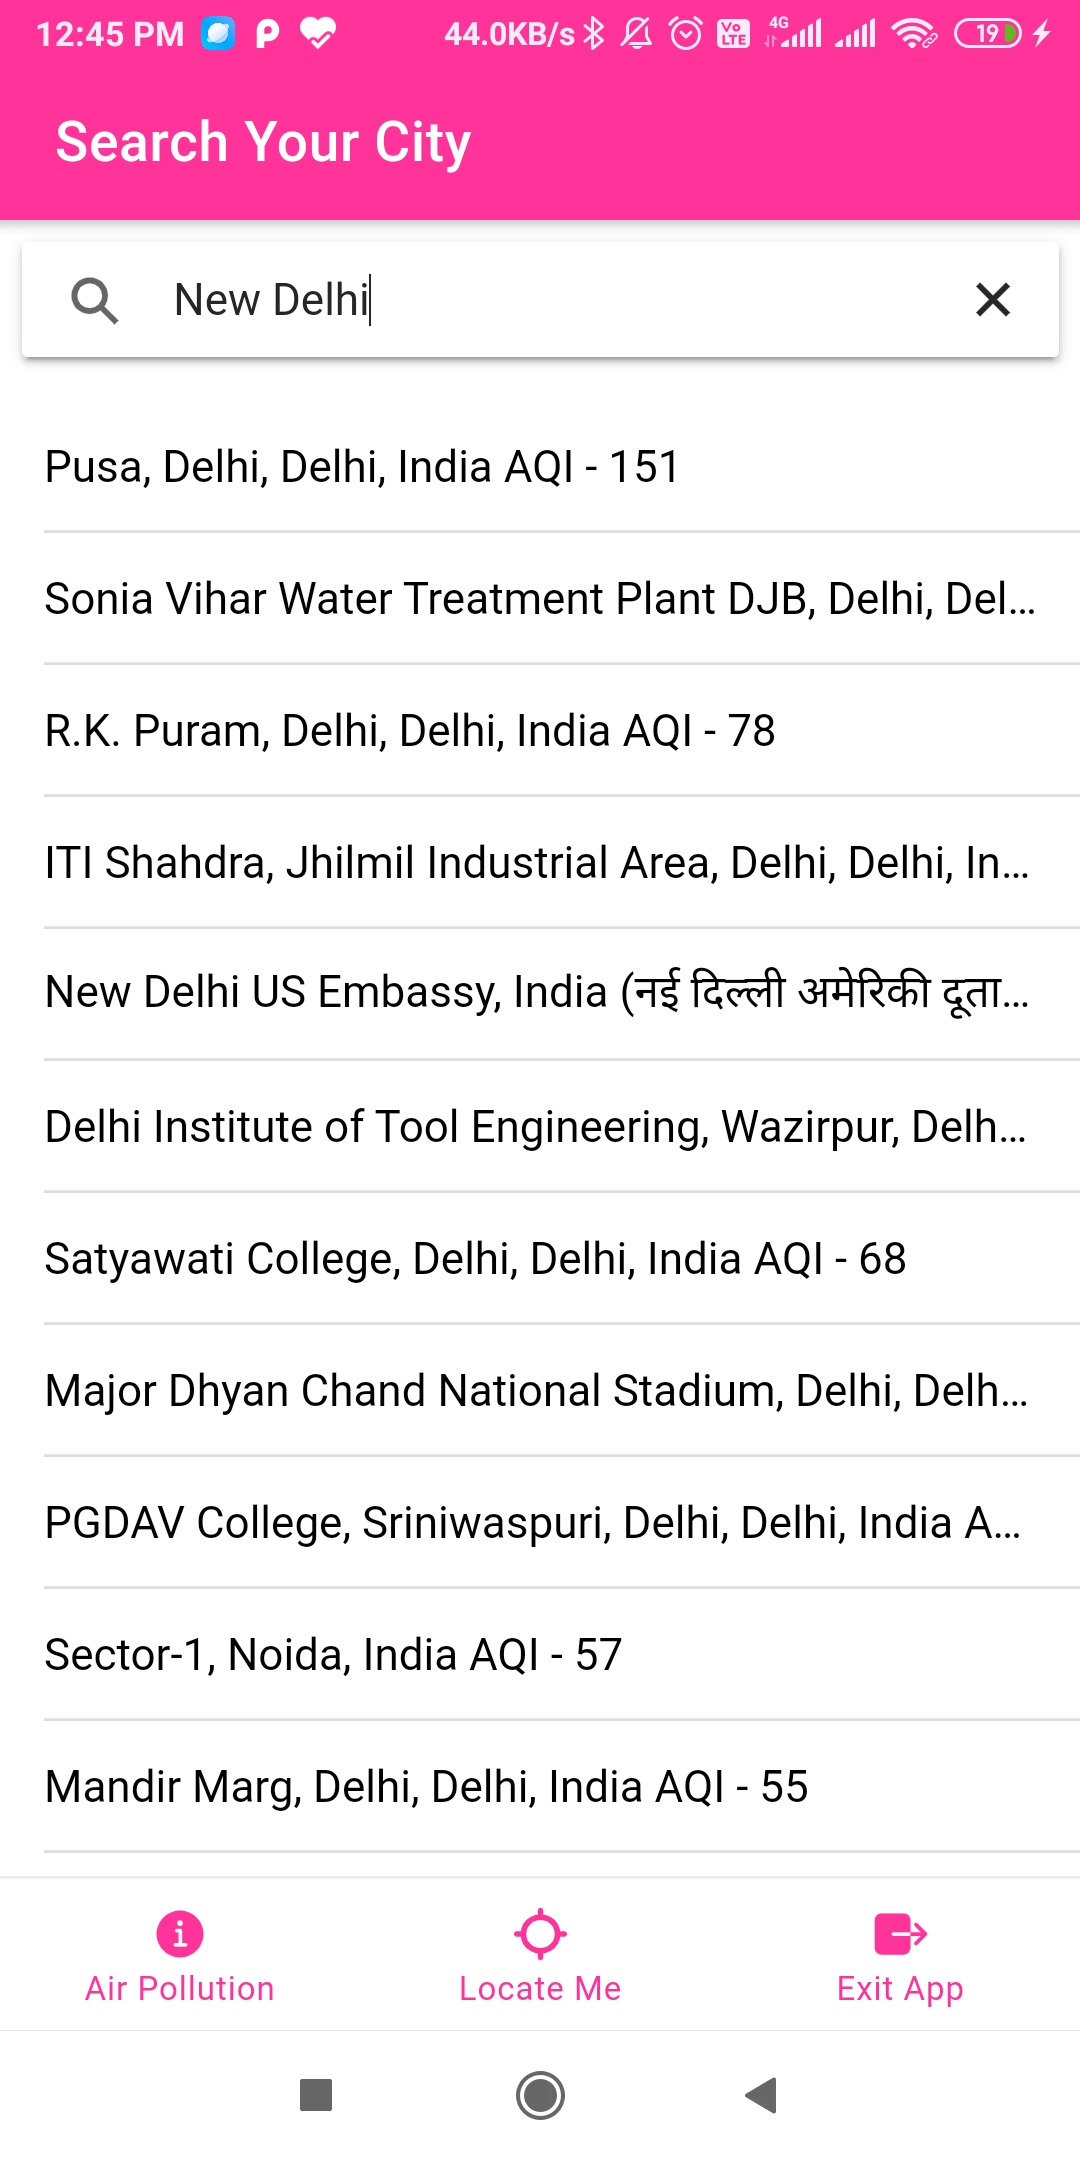 12:45 PM 44.0KB/s Vo LTE 4G 19
Search Your City
New Delhi
Pusa, Delhi, Delhi, India AQI - 151
Sonia Vihar Water Treatment Plant DJB, Delhi, Del...
R.K. Puram, Delhi, Delhi, India AQI - 78
ITI Shahdra, Jhilmil Industrial Area, Delhi, Delhi, In...
New Delhi US Embassy, India (नई दिल्ली अमेरिकी दूता...
Delhi Institute of Tool Engineering, Wazirpur, Delh...
Satyawati College, Delhi, Delhi, India AQI - 68
Major Dhyan Chand National Stadium, Delhi, Delh...
PGDAV College, Sriniwaspuri, Delhi, Delhi, India A...
Sector-1, Noida, India AQI - 57
Mandir Marg, Delhi, Delhi, India AQI - 55
Air Pollution
Locate Me
Exit App